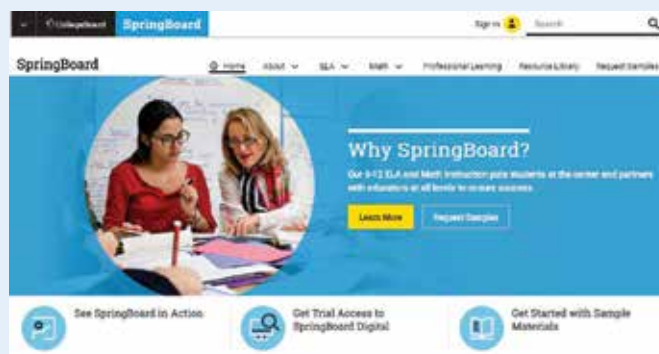 CollegeBoard SpringBoard Sign In Search
SpringBoard Home About ELA Math Professional Learning Resource Library Request Samples
Why SpringBoard?
Our 6-12 ELA and Math instruction puts students at the center and partners
with educators at all levels to ensure success.
Learn More Request Samples
See SpringBoard in Action Get Trial Access to Get Started with Sample
SpringBoard Digital Materials